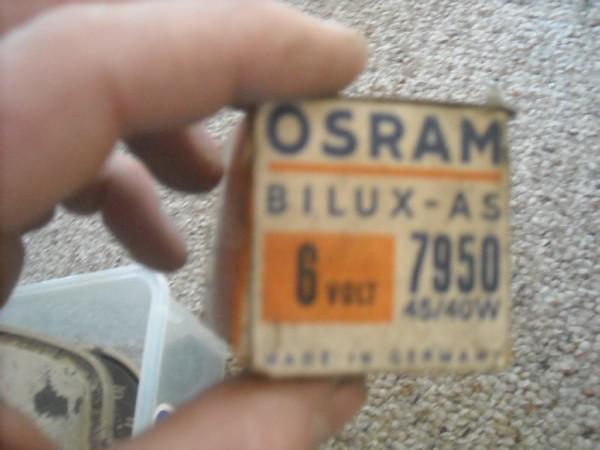 OSRAM
BILUX-AS
6 VOLT 7950
45/40W
MADE IN GERMANY